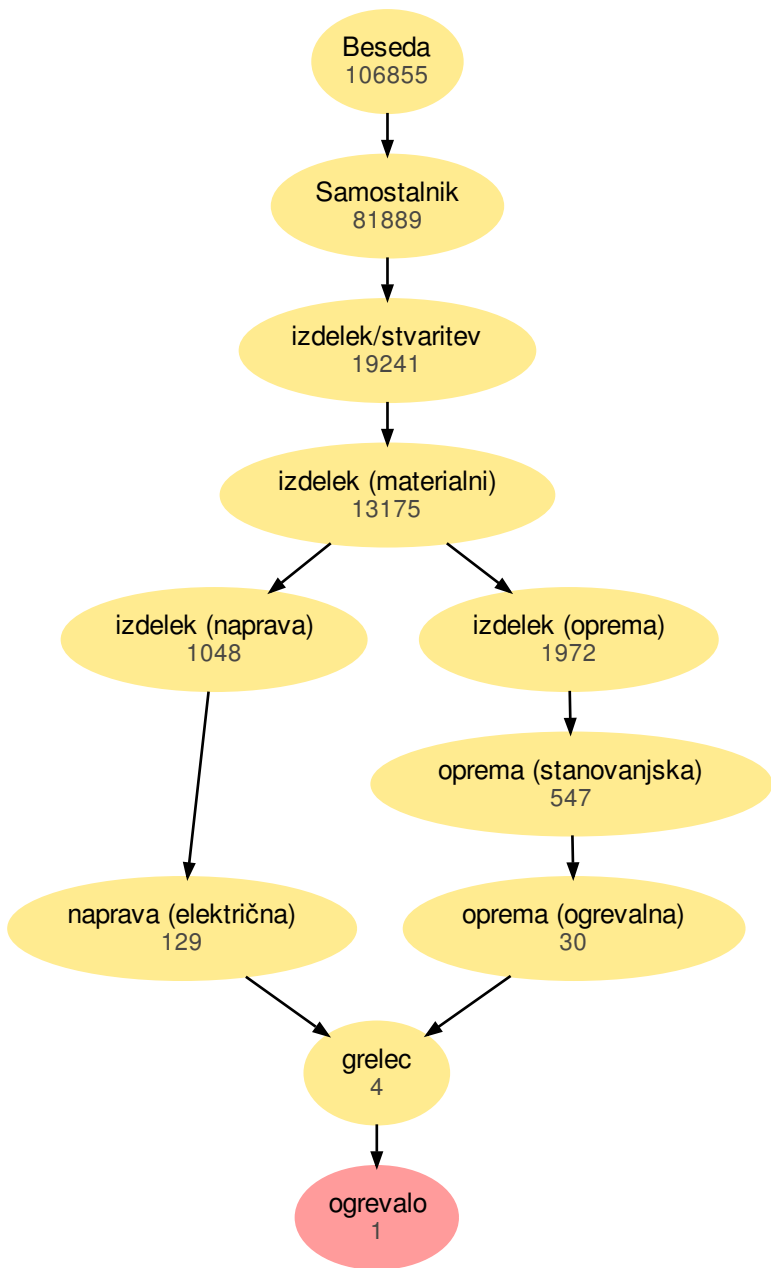 Beseda
106855
Samostalnik
81889
izdelek/stvaritev
19241
izdelek (materialni)
13175
izdelek (naprava)
1048
izdelek (oprema)
1972
oprema (stanovanjska)
547
naprava (električna)
129
oprema (ogrevalna)
30
grelec
4
ogrevalo
1